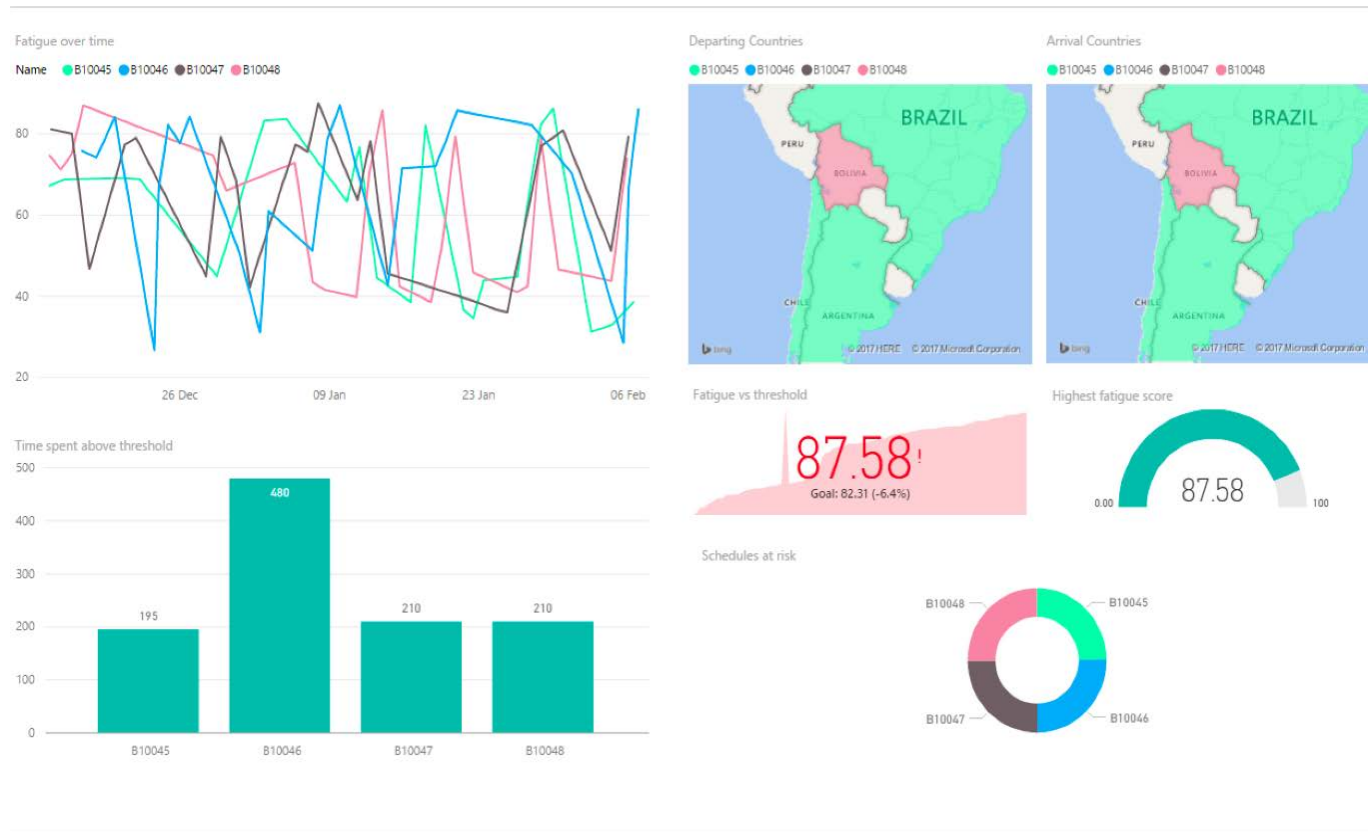 Fatigue over time
Name B10045 B10046 B10047 B10048
80
60
40
20
26 Dec 09 Jan 23 Jan 06 Feb
Time spent above threshold
500
400
300
200
100
0
195
480
210
210
B10045 B10046 B10047 B10048
Departing Countries
B10045 B10046 B10047 B10048
BRAZIL
PERU
BOLIVIA
CHILE
ARGENTINA
bing © 2017 HERE © 2017 Microsoft Corporation
Arrival Countries
B10045 B10046 B10047 B10048
BRAZIL
PERU
BOLIVIA
CHILE
ARGENTINA
bing © 2017 HERE © 2017 Microsoft Corporation
Fatigue vs threshold
87.58!
Goal: 82.31 (-6.4%)
Highest fatigue score
87.58
0.00 100
Schedules at risk
B10048 B10045
B10047 B10046